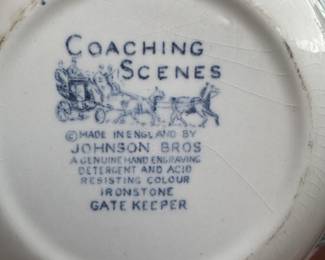 COACHING
SCENES
© MADE IN ENGLAND BY
JOHNSON BROS
A GENUINE HAND ENGRAVING
DETERGENT AND ACID
RESISTING COLOUR
IRONSTONE
GATE KEEPER